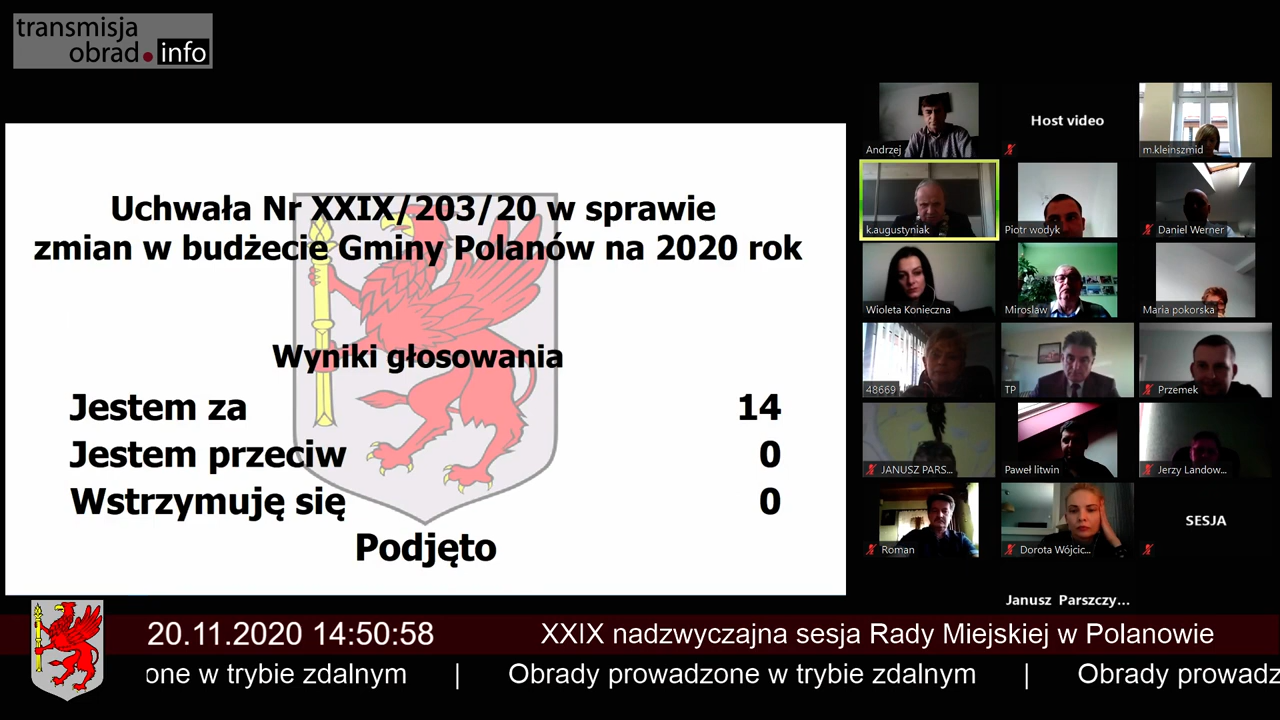 transmisja
obrad.info
Uchwała Nr XXIX/203/20 w sprawie
zmian w budżecie Gminy Polanów na 2020 rok
Wyniki głosowania
Jestem za 14
Jestem przeciw 0
Wstrzymuję się 0
Podjęto
Andrzej
Host video
m.kleinszmid
k.augustyniak
Piotr wodyk
Daniel Werner
Wioleta Konieczna
Miroslaw
Maria pokorska
48669
TP
Przemek
JANUSZ PARS...
Paweł litwin
Jerzy Landow...
Roman
Dorota Wójcic...
SESJA
Janusz Parszczy...
20.11.2020 14:50:58
XXIX nadzwyczajna sesja Rady Miejskiej w Polanowie
one w trybie zdalnym | Obrady prowadzone w trybie zdalnym | Obrady prowadz